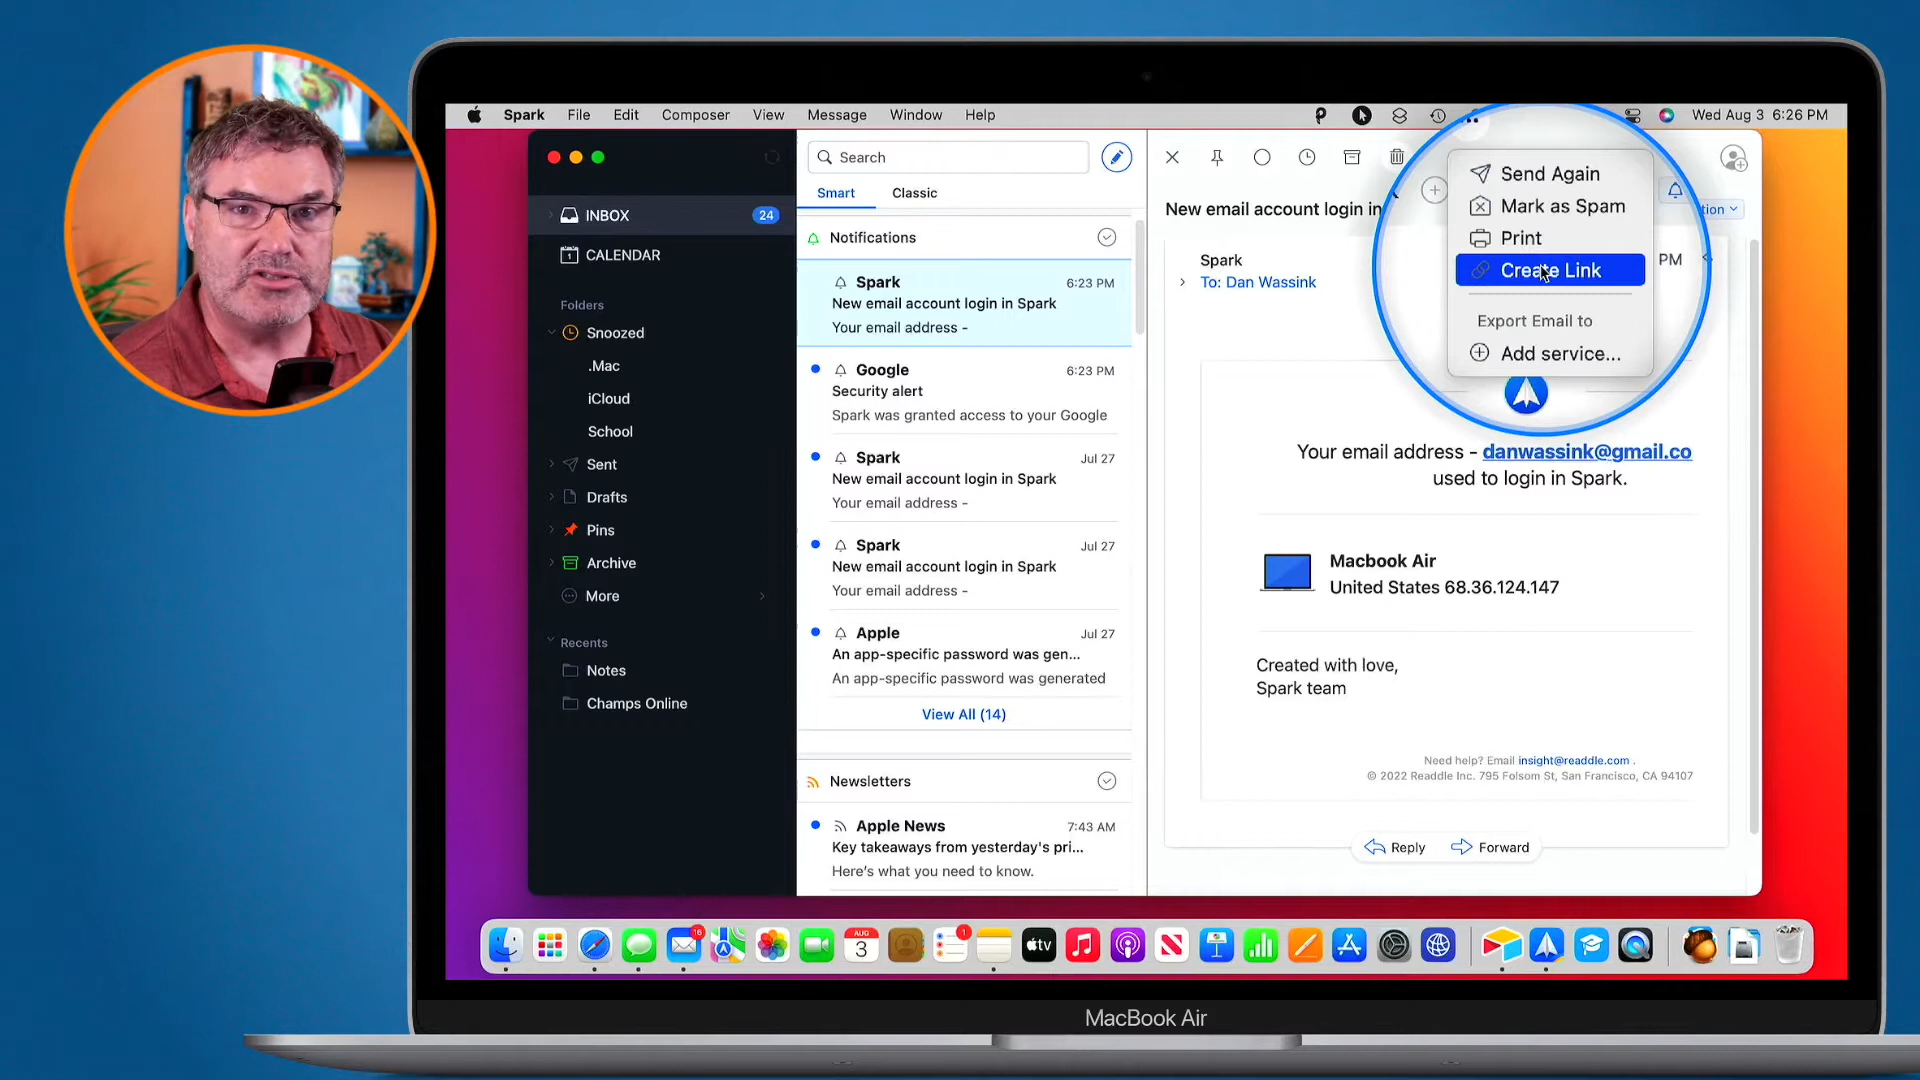 Spark File Edit Composer View Message Window Help
Wed Aug 3 6:26 PM
INBOX 24
CALENDAR
1
Folders
Snoozed
.Mac
iCloud
School
Sent
Drafts
Pins
Archive
More
Recents
Notes
Champs Online
Search
Smart Classic
Notifications
Spark 6:23 PM
New email account login in Spark
Your email address -
Google 6:23 PM
Security alert
Spark was granted access to your Google
Spark Jul 27
New email account login in Spark
Your email address -
Spark Jul 27
New email account login in Spark
Your email address -
Apple Jul 27
An app-specific password was gen...
An app-specific password was generated
View All (14)
Newsletters
Apple News 7:43 AM
Key takeaways from yesterday's pri...
Here's what you need to know.
New email account login in
tion
Spark
PM
To: Dan Wassink
Send Again
Mark as Spam
Print
Create Link
Export Email to
Add service...
Your email address - danwassink@gmail.co
used to login in Spark.
Macbook Air
United States 68.36.124.147
Created with love,
Spark team
Need help? Email insight@readdle.com .
© 2022 Readdle Inc. 795 Folsom St, San Francisco, CA 94107
Reply Forward
16
AUG
3
1
tv
MacBook Air